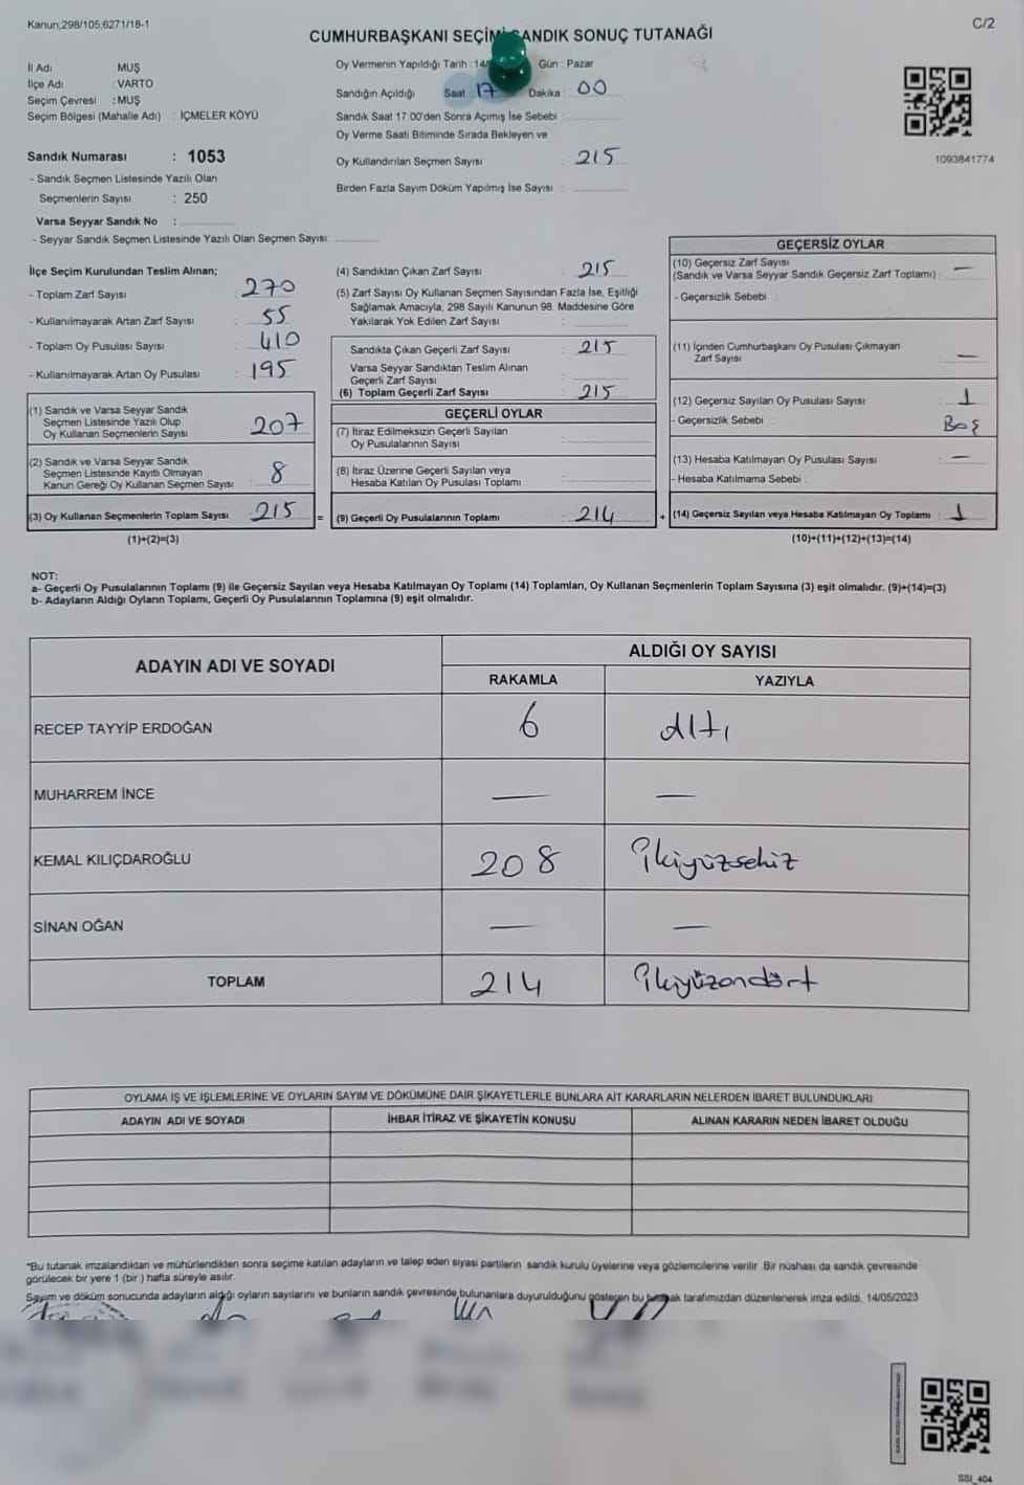 Kanun;298/105;6271/18-1
C/2
CUMHURBAŞKANI SEÇİMİ SANDIK SONUÇ TUTANAĞI
İl Adı MUŞ
İlçe Adı : VARTO
Seçim Çevresi : MUŞ
Seçim Bölgesi (Mahalle Adı) : İÇMELER KÖYÜ
Sandık Numarası : 1053
- Sandık Seçmen Listesinde Yazılı Olan
Seçmenlerin Sayısı : 250
Varsa Seyyar Sandık No :
- Seyyar Sandık Seçmen Listesinde Yazılı Olan Seçmen Sayısı:
Oy Vermenin Yapıldığı Tarih : 14/ Gün : Pazar
Sandığın Açıldığı Saat : 17 Dakika : 00
Sandık Saat 17:00'den Sonra Açımış İse Sebebi :
Oy Verme Saati Bitiminde Sırada Bekleyen ve
Oy Kullandırılan Seçmen Sayısı : 215
Birden Fazla Sayım Döküm Yapılmış İse Sayısı :
1093841774
İlçe Seçim Kurulundan Teslim Alınan;
- Toplam Zarf Sayısı : 270
- Kullanılmayarak Artan Zarf Sayısı : 55
- Toplam Oy Pusulası Sayısı : 410
- Kullanılmayarak Artan Oy Pusulası : 195
(1) Sandık ve Varsa Seyyar Sandık
Seçmen Listesinde Yazılı Olup
Oy Kullanan Seçmenlerin Sayısı : 207
(2) Sandık ve Varsa Seyyar Sandık
Seçmen Listesinde Kayıtlı Olmayan
Kanun Gereği Oy Kullanan Seçmen Sayısı : 8
(3) Oy Kullanan Seçmenlerin Toplam Sayısı : 215 =
(1)+(2)=(3)
(4) Sandıktan Çıkan Zarf Sayısı : 215
(5) Zarf Sayısı Oy Kullanan Seçmen Sayısından Fazla İse, Eşitliği
Sağlamak Amacıyla, 298 Sayılı Kanunun 98. Maddesine Göre
Yakılarak Yok Edilen Zarf Sayısı :
Sandıkta Çıkan Geçerli Zarf Sayısı : 215
Varsa Seyyar Sandıktan Teslim Alınan
Geçerli Zarf Sayısı :
(6) Toplam Geçerli Zarf Sayısı : 215
GEÇERLİ OYLAR
(7) İtiraz Edilmeksizin Geçerli Sayılan
Oy Pusulalarının Sayısı :
(8) İtiraz Üzerine Geçerli Sayılan veya
Hesaba Katılan Oy Pusulası Toplamı :
(9) Geçerli Oy Pusulalarının Toplamı : 214 +
GEÇERSİZ OYLAR
(10) Geçersiz Zarf Sayısı
(Sandık ve Varsa Seyyar Sandık Geçersiz Zarf Toplamı) : —
- Geçersizlik Sebebi :
(11) İçinden Cumhurbaşkanı Oy Pusulası Çıkmayan
Zarf Sayısı : —
(12) Geçersiz Sayılan Oy Pusulası Sayısı : 1
- Geçersizlik Sebebi : Boş
(13) Hesaba Katılmayan Oy Pusulası Sayısı : —
- Hesaba Katılmama Sebebi :
(14) Geçersiz Sayılan veya Hesaba Katılmayan Oy Toplamı : 1
(10)+(11)+(12)+(13)=(14)
NOT:
a- Geçerli Oy Pusulalarının Toplamı (9) ile Geçersiz Sayılan veya Hesaba Katılmayan Oy Toplamı (14) Toplamları, Oy Kullanan Seçmenlerin Toplam Sayısına (3) eşit olmalıdır. (9)+(14)=(3)
b- Adayların Aldığı Oyların Toplamı, Geçerli Oy Pusulalarının Toplamına (9) eşit olmalıdır.
ADAYIN ADI VE SOYADI ALDIĞI OY SAYISI
RAKAMLA YAZIYLA
RECEP TAYYİP ERDOĞAN 6 Altı
MUHARREM İNCE — —
KEMAL KILIÇDAROĞLU 208 İkiyüzsekiz
SİNAN OĞAN — —
TOPLAM 214 İkiyüzondört
OYLAMA İŞ VE İŞLEMLERİNE VE OYLARIN SAYIM VE DÖKÜMÜNE DAİR ŞİKAYETLERLE BUNLARA AİT KARARLARIN NELERDEN İBARET BULUNDUKLARI
ADAYIN ADI VE SOYADI İHBAR İTİRAZ VE ŞİKAYETİN KONUSU ALINAN KARARIN NEDEN İBARET OLDUĞU
*Bu tutanak imzalandıktan ve mühürlendikten sonra seçime katılan adayların ve talep eden siyasi partilerin sandık kurulu üyelerine veya gözlemcilerine verilir. Bir nüshası da sandık çevresinde
görülecek bir yere 1 (bir ) hafta süreyle asılır.
Sayım ve döküm sonucunda adayların aldığı oyların sayılarını ve bunların sandık çevresinde bulunanlara duyurulduğunu gösteren bu tutanak tarafımızdan düzenlenerek imza edildi. 14/05/2023
SSI_404